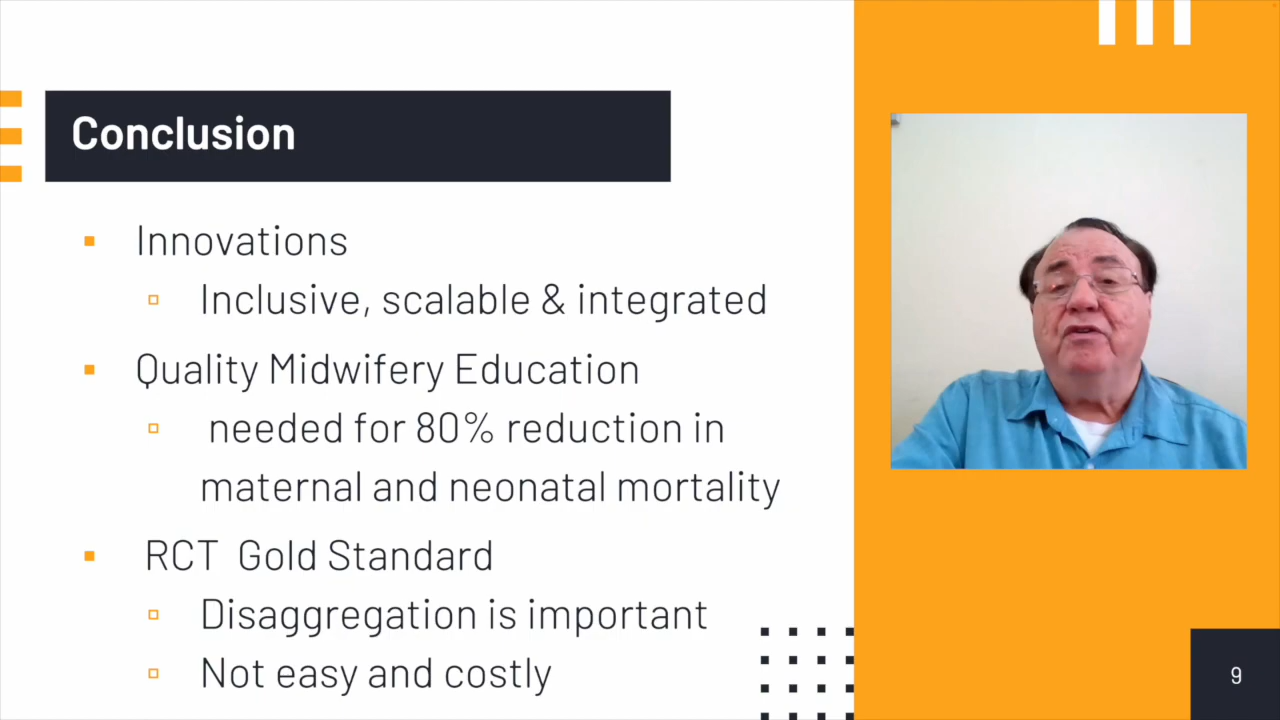 Conclusion
Innovations
Inclusive, scalable & integrated
Quality Midwifery Education
needed for 80% reduction in
maternal and neonatal mortality
RCT Gold Standard
Disaggregation is important
Not easy and costly
9